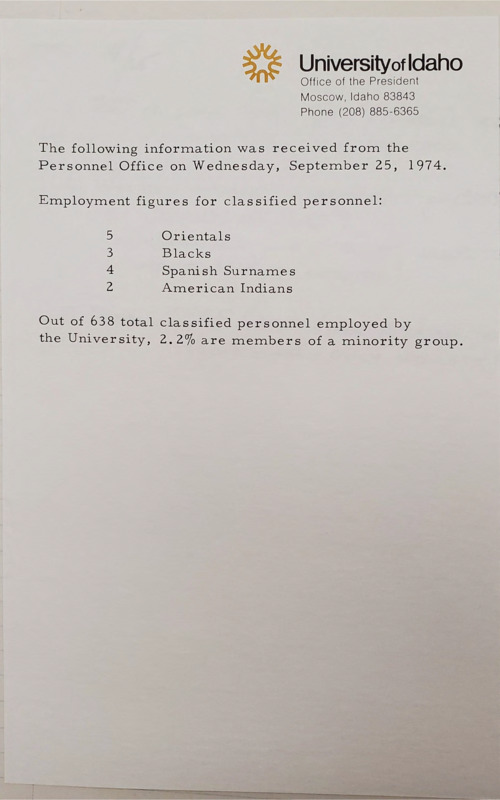 University of Idaho
Office of the President
Moscow, Idaho 83843
Phone (208) 885-6365
The following information was received from the
Personnel Office on Wednesday, September 25, 1974.
Employment figures for classified personnel:
5 Orientals
3 Blacks
4 Spanish Surnames
2 American Indians
Out of 638 total classified personnel employed by
the University, 2.2% are members of a minority group.